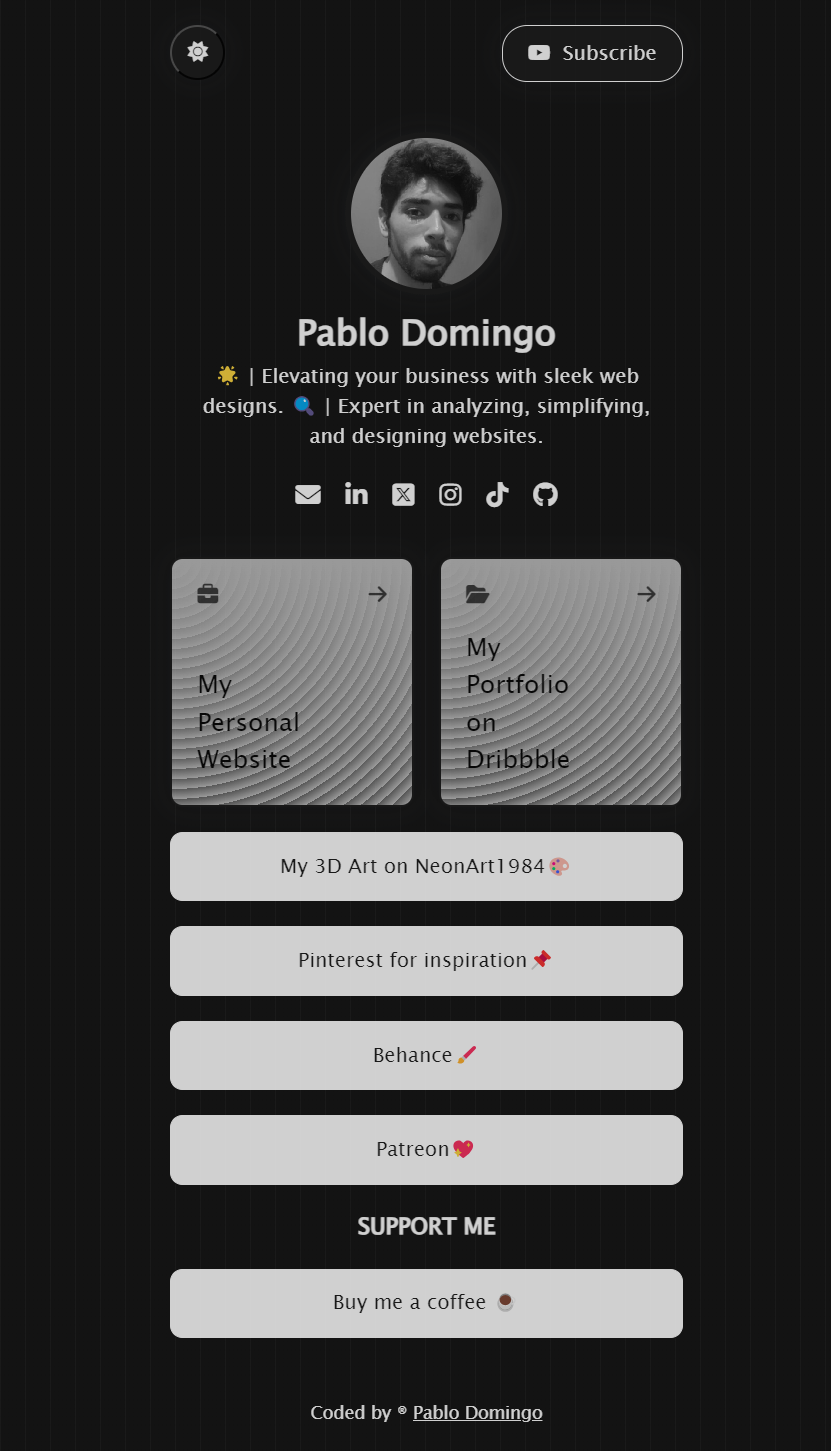 Subscribe
Pablo Domingo
🌟 | Elevating your business with sleek web
designs. 🔍 | Expert in analyzing, simplifying,
and designing websites.
My
Personal
Website
My
Portfolio
on
Dribbble
My 3D Art on NeonArt1984🎨
Pinterest for inspiration📌
Behance🖌️
Patreon💖
SUPPORT ME
Buy me a coffee ☕
Coded by ® Pablo Domingo